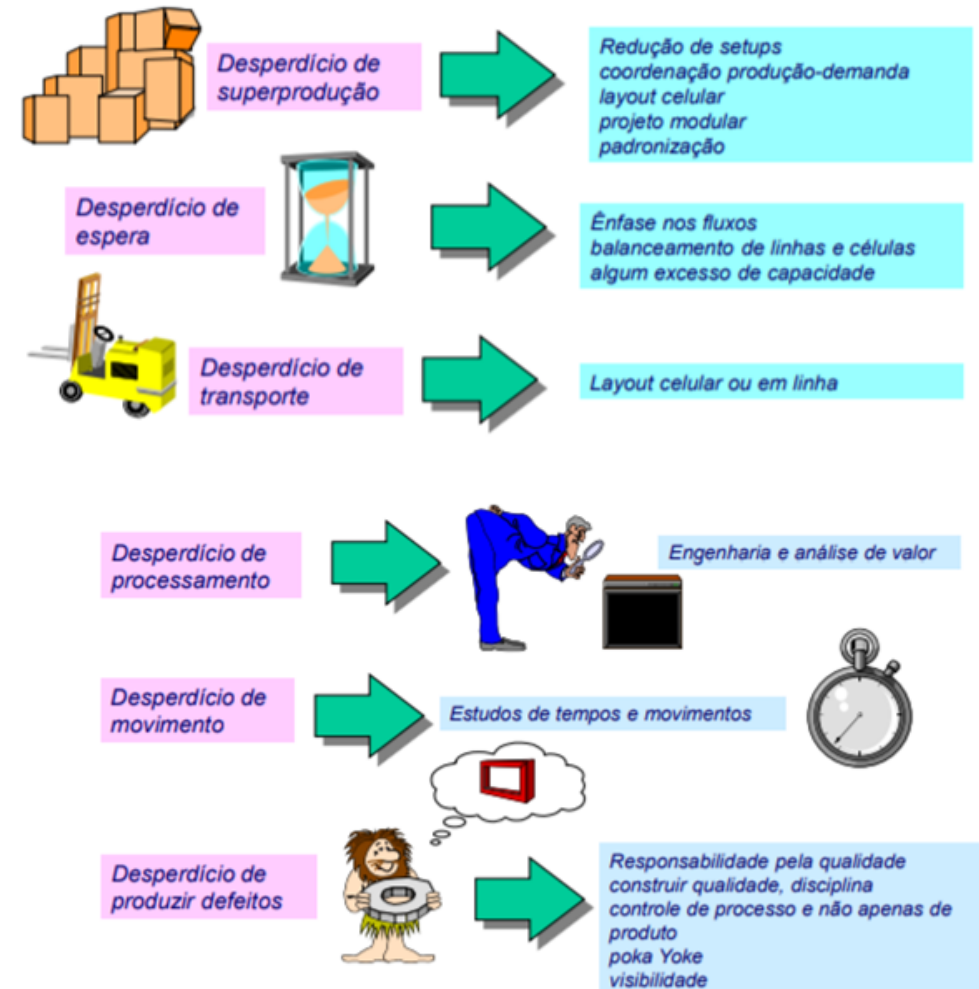 Desperdício de
superprodução
Redução de setups
coordenação produção-demanda
layout celular
projeto modular
padronização
Desperdício de
espera
Ênfase nos fluxos
balanceamento de linhas e células
algum excesso de capacidade
Desperdício de
transporte
Layout celular ou em linha
Desperdício de
processamento
Engenharia e análise de valor
Desperdício de
movimento
Estudos de tempos e movimentos
Desperdício de
produzir defeitos
Responsabilidade pela qualidade
construir qualidade, disciplina
controle de processo e não apenas de
produto
poka Yoke
visibilidade